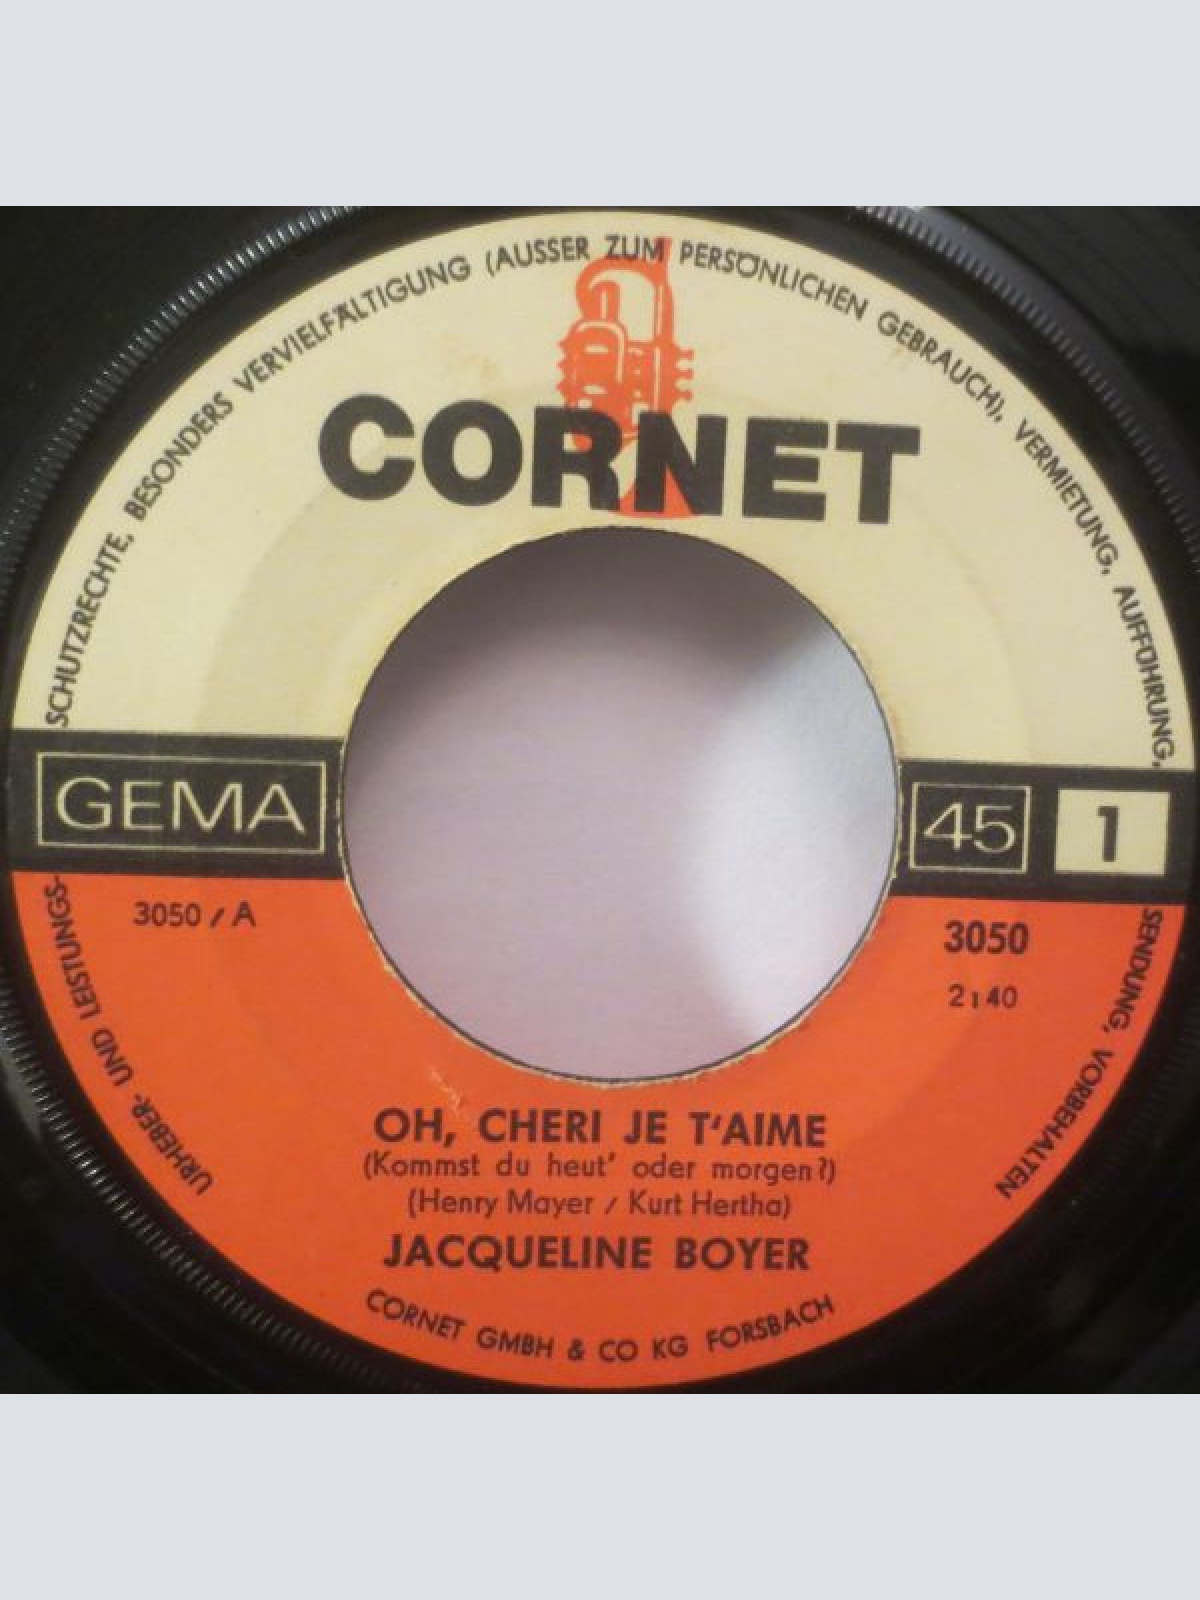 URHEBER- UND LEISTUNGS-
SCHUTZRECHTE, BESONDERS VERVIELFÄLTIGUNG (AUSSER ZUM PERSÖNLICHEN GEBRAUCH), VERMIETUNG, AUFFÜHRUNG,
SENDUNG, VORBEHALTEN
CORNET
GEMA
45 1
3050 / A
3050
2:40
OH, CHERI JE T'AIME
(Kommst du heut' oder morgen?)
(Henry Mayer / Kurt Hertha)
JACQUELINE BOYER
CORNET GMBH & CO KG FORSBACH